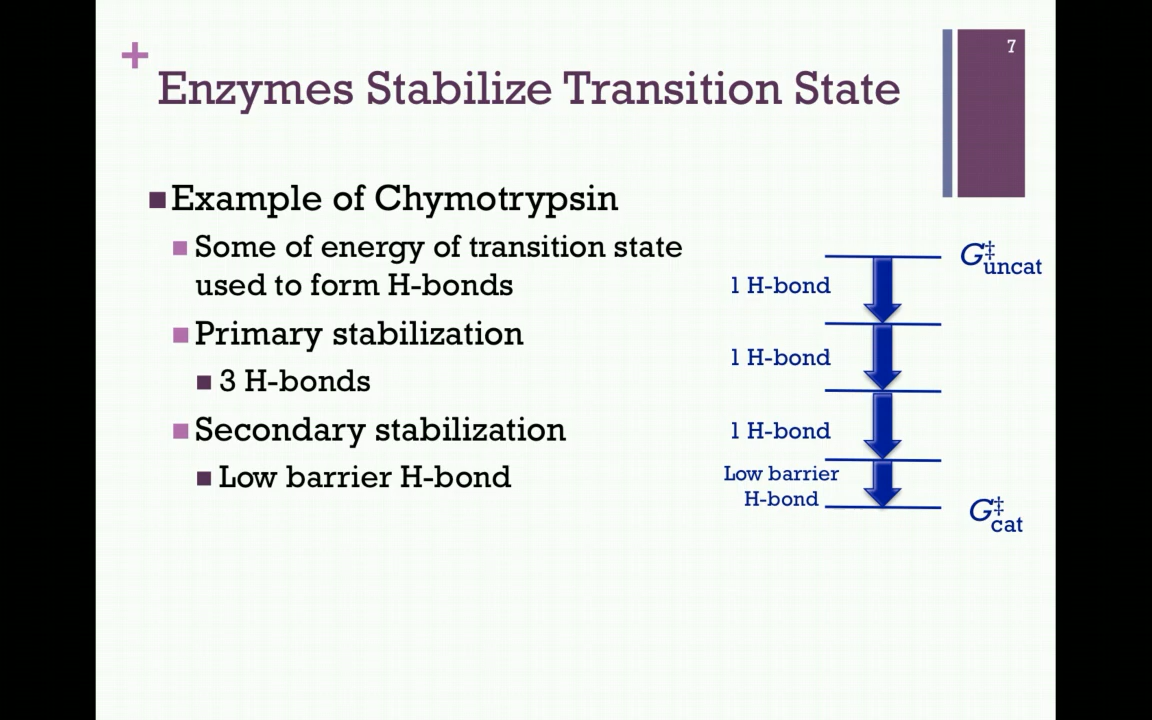 7
+
Enzymes Stabilize Transition State
Example of Chymotrypsin
Some of energy of transition state
used to form H-bonds
Primary stabilization
3 H-bonds
Secondary stabilization
Low barrier H-bond
G‡uncat
1 H-bond
1 H-bond
1 H-bond
Low barrier
H-bond
G‡cat